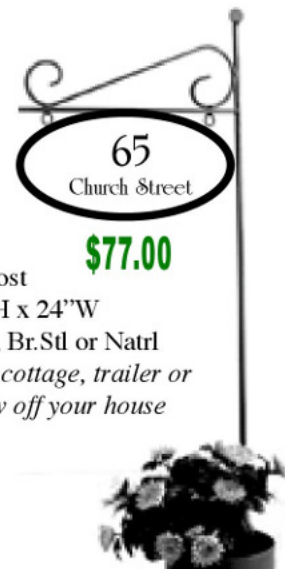 65
Church Street
$77.00
ost
H x 24”W
Br.Stl or Natrl
cottage, trailer or
off your house